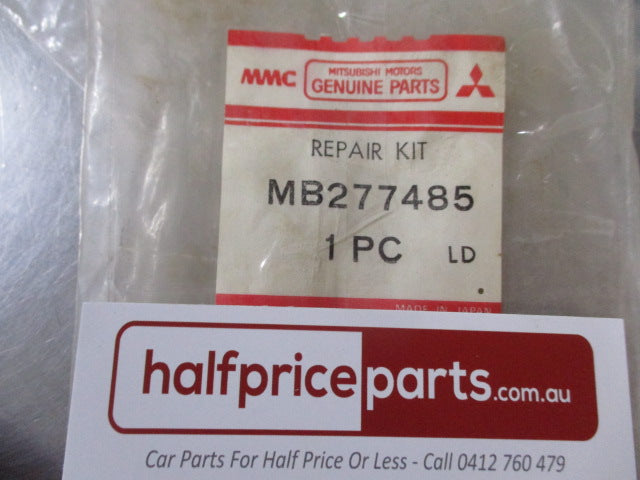 MMC MITSUBISHI MOTORS
GENUINE PARTS
REPAIR KIT
MB277485
1 PC LD
MADE IN JAPAN
halfpriceparts.com.au
Car Parts For Half Price Or Less - Call 0412 760 479